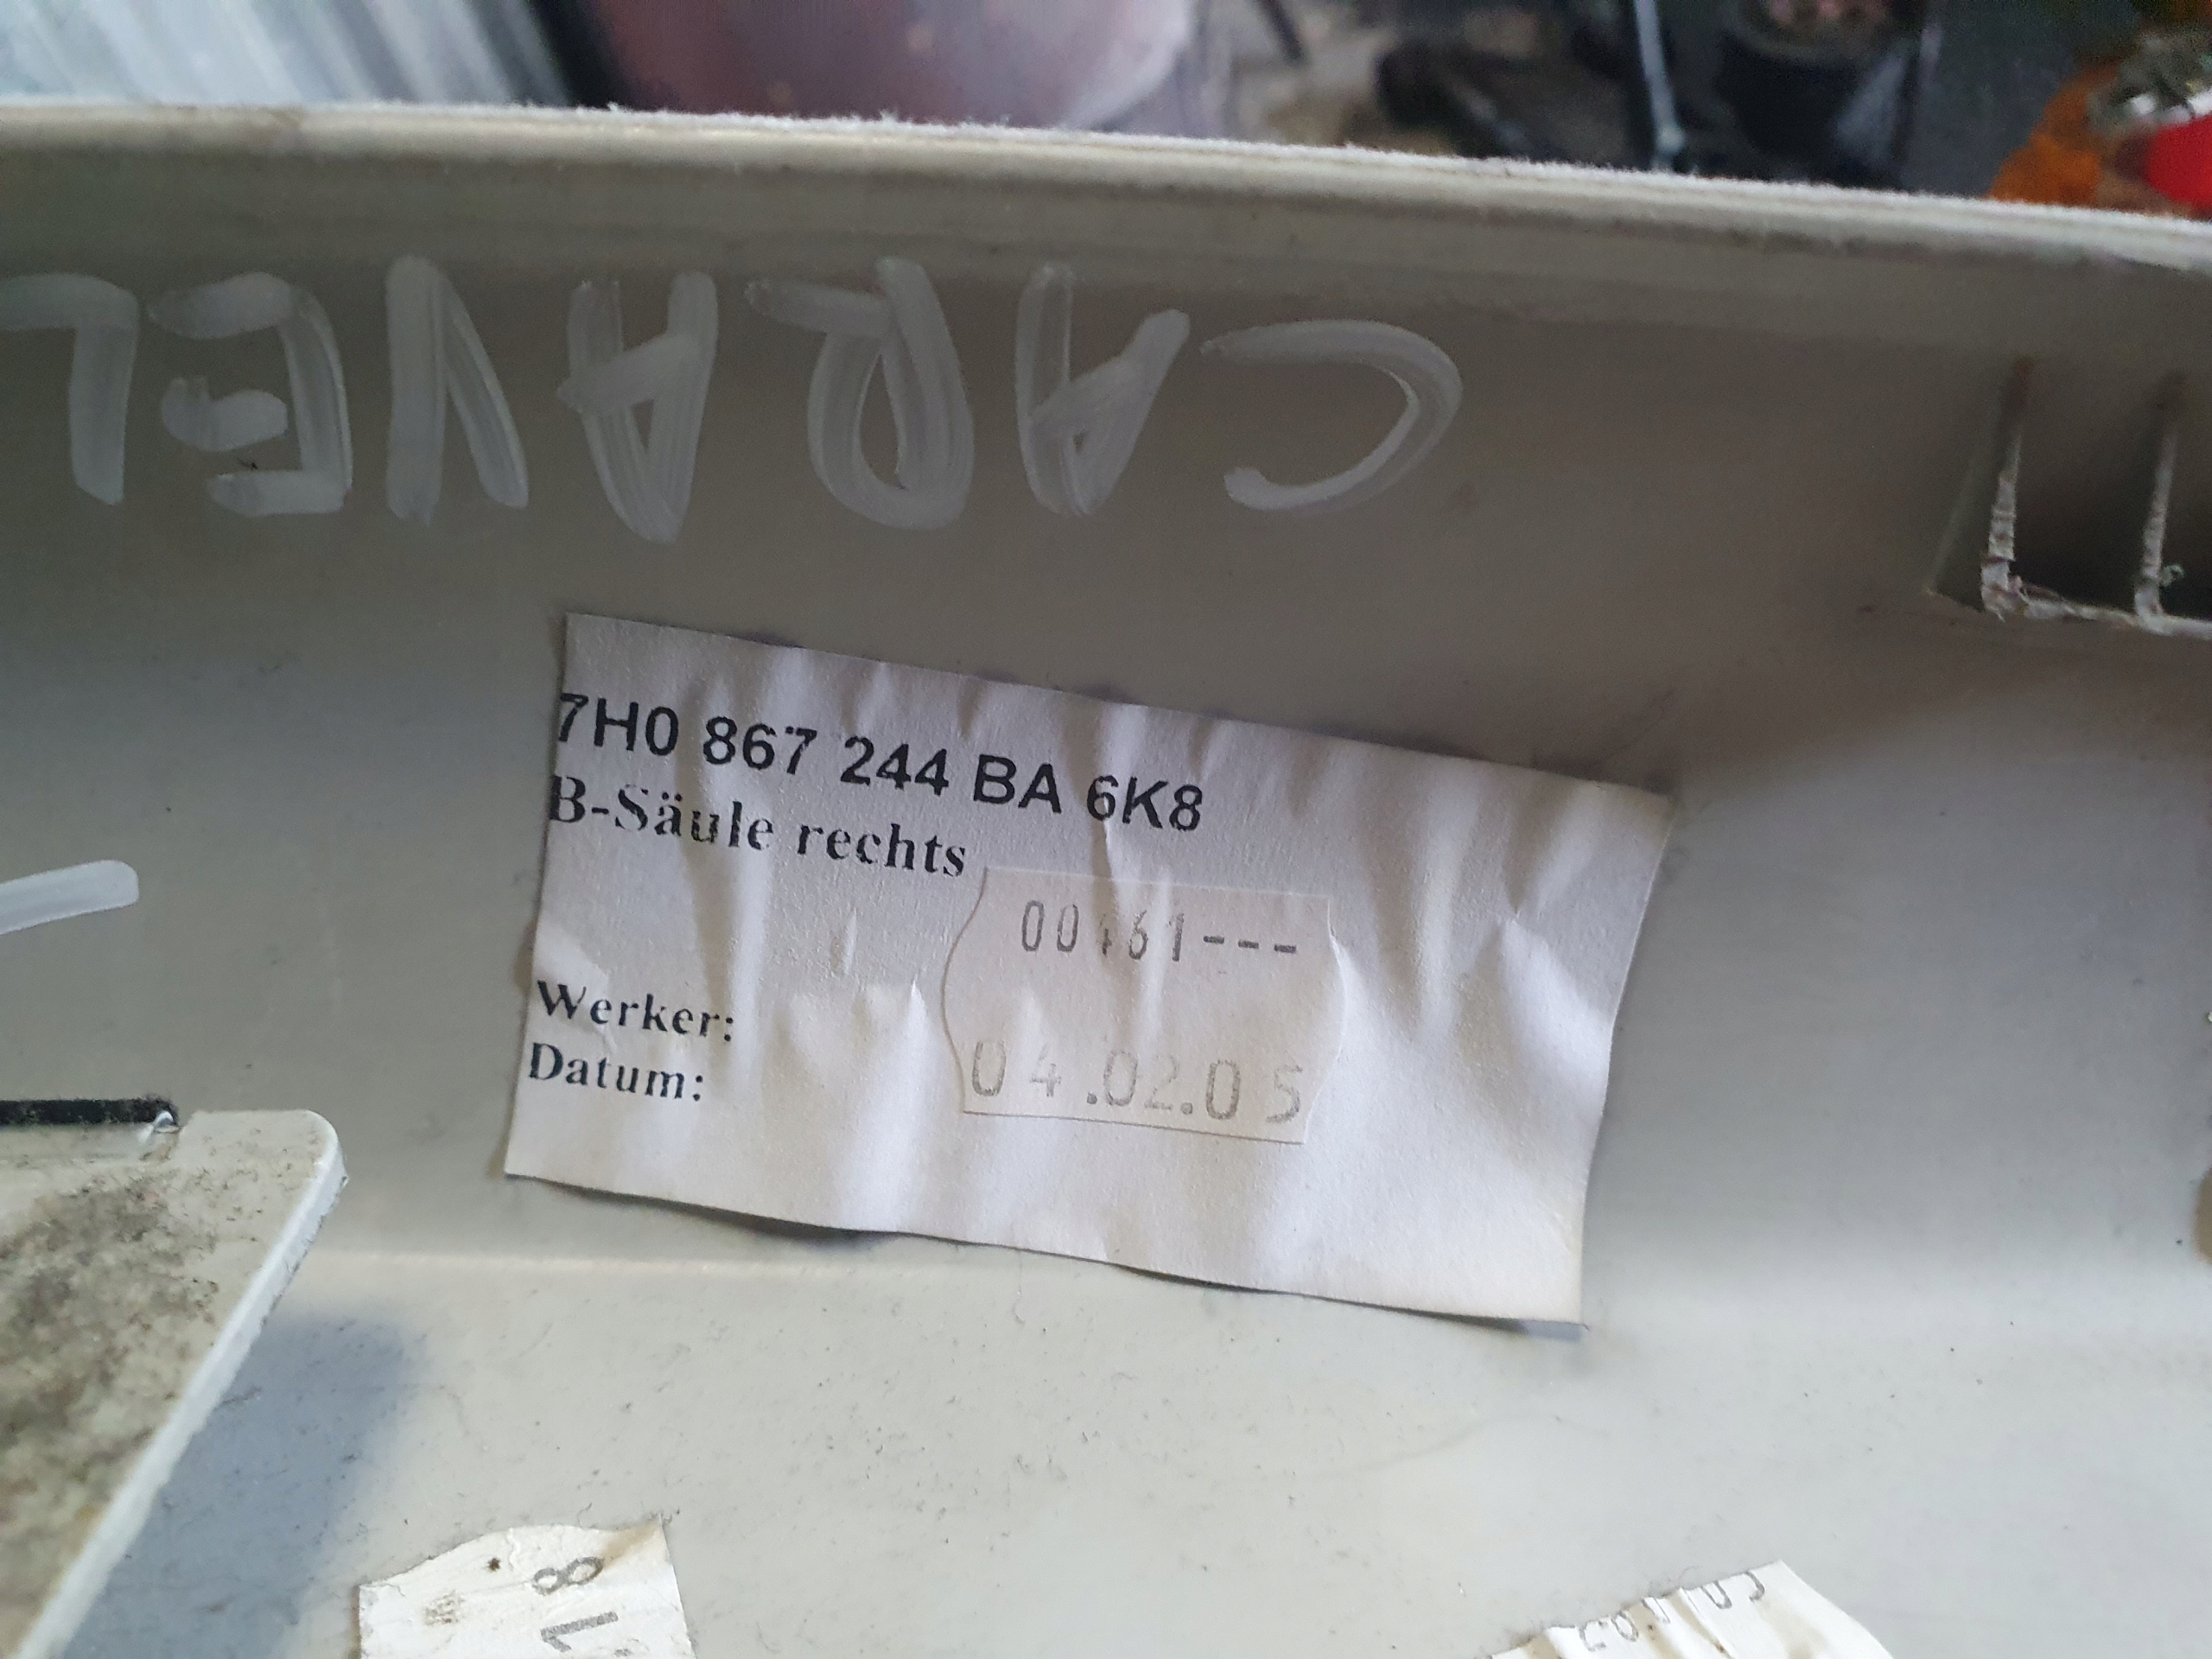 CARAVEL
7H0 867 244 BA 6K8
B-Säule rechts
Werker:
Datum:
04.02.05